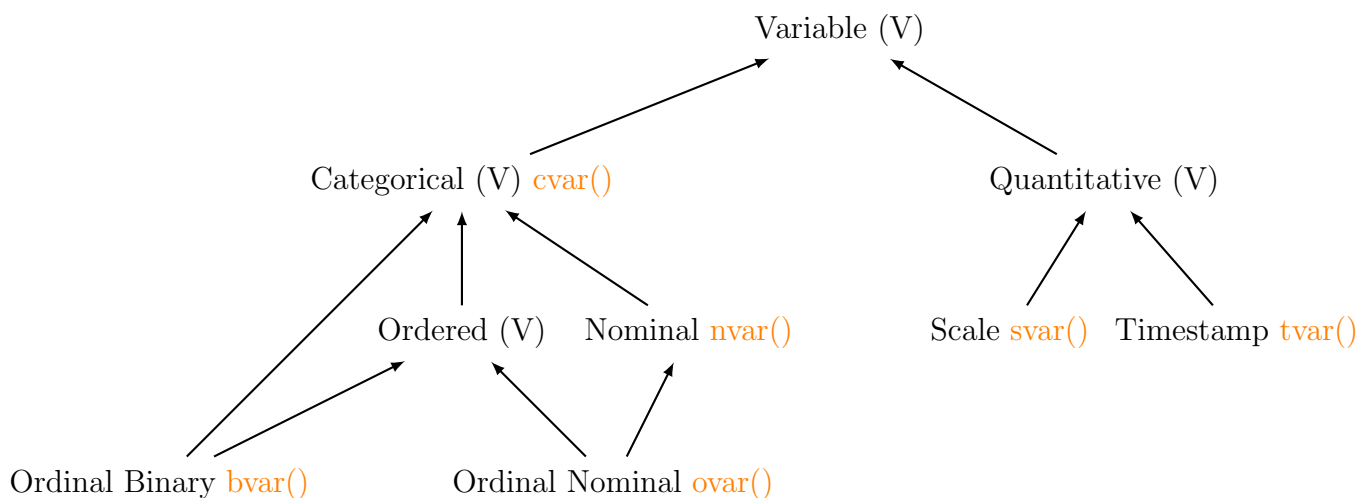 Variable (V)
Categorical (V) cvar()
Quantitative (V)
Ordered (V)
Nominal nvar()
Scale svar()
Timestamp tvar()
Ordinal Binary bvar()
Ordinal Nominal ovar()